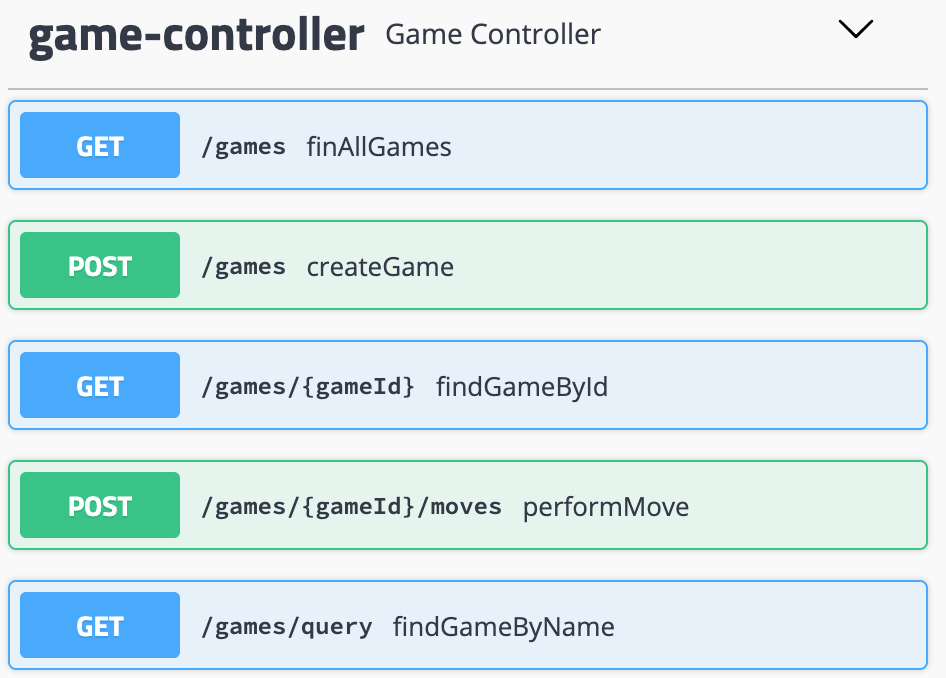 game-controller Game Controller
GET /games finAllGames
POST /games createGame
GET /games/{gameId} findGameById
POST /games/{gameId}/moves performMove
GET /games/query findGameByName